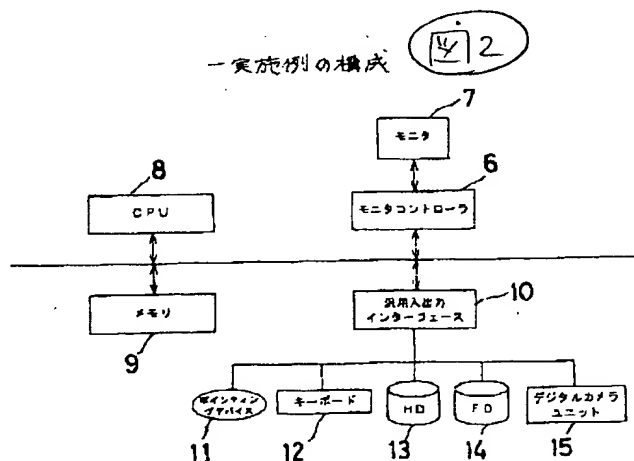 一実施例の構成 図2
7
モニタ
8
6
CPU
モニタコントローラ
メモリ
汎用入出力
インターフェース
10
9
ポインティング
デバイス
キーボード
HD
FD
デジタルカメラ
ユニット
11
12
13
14
15